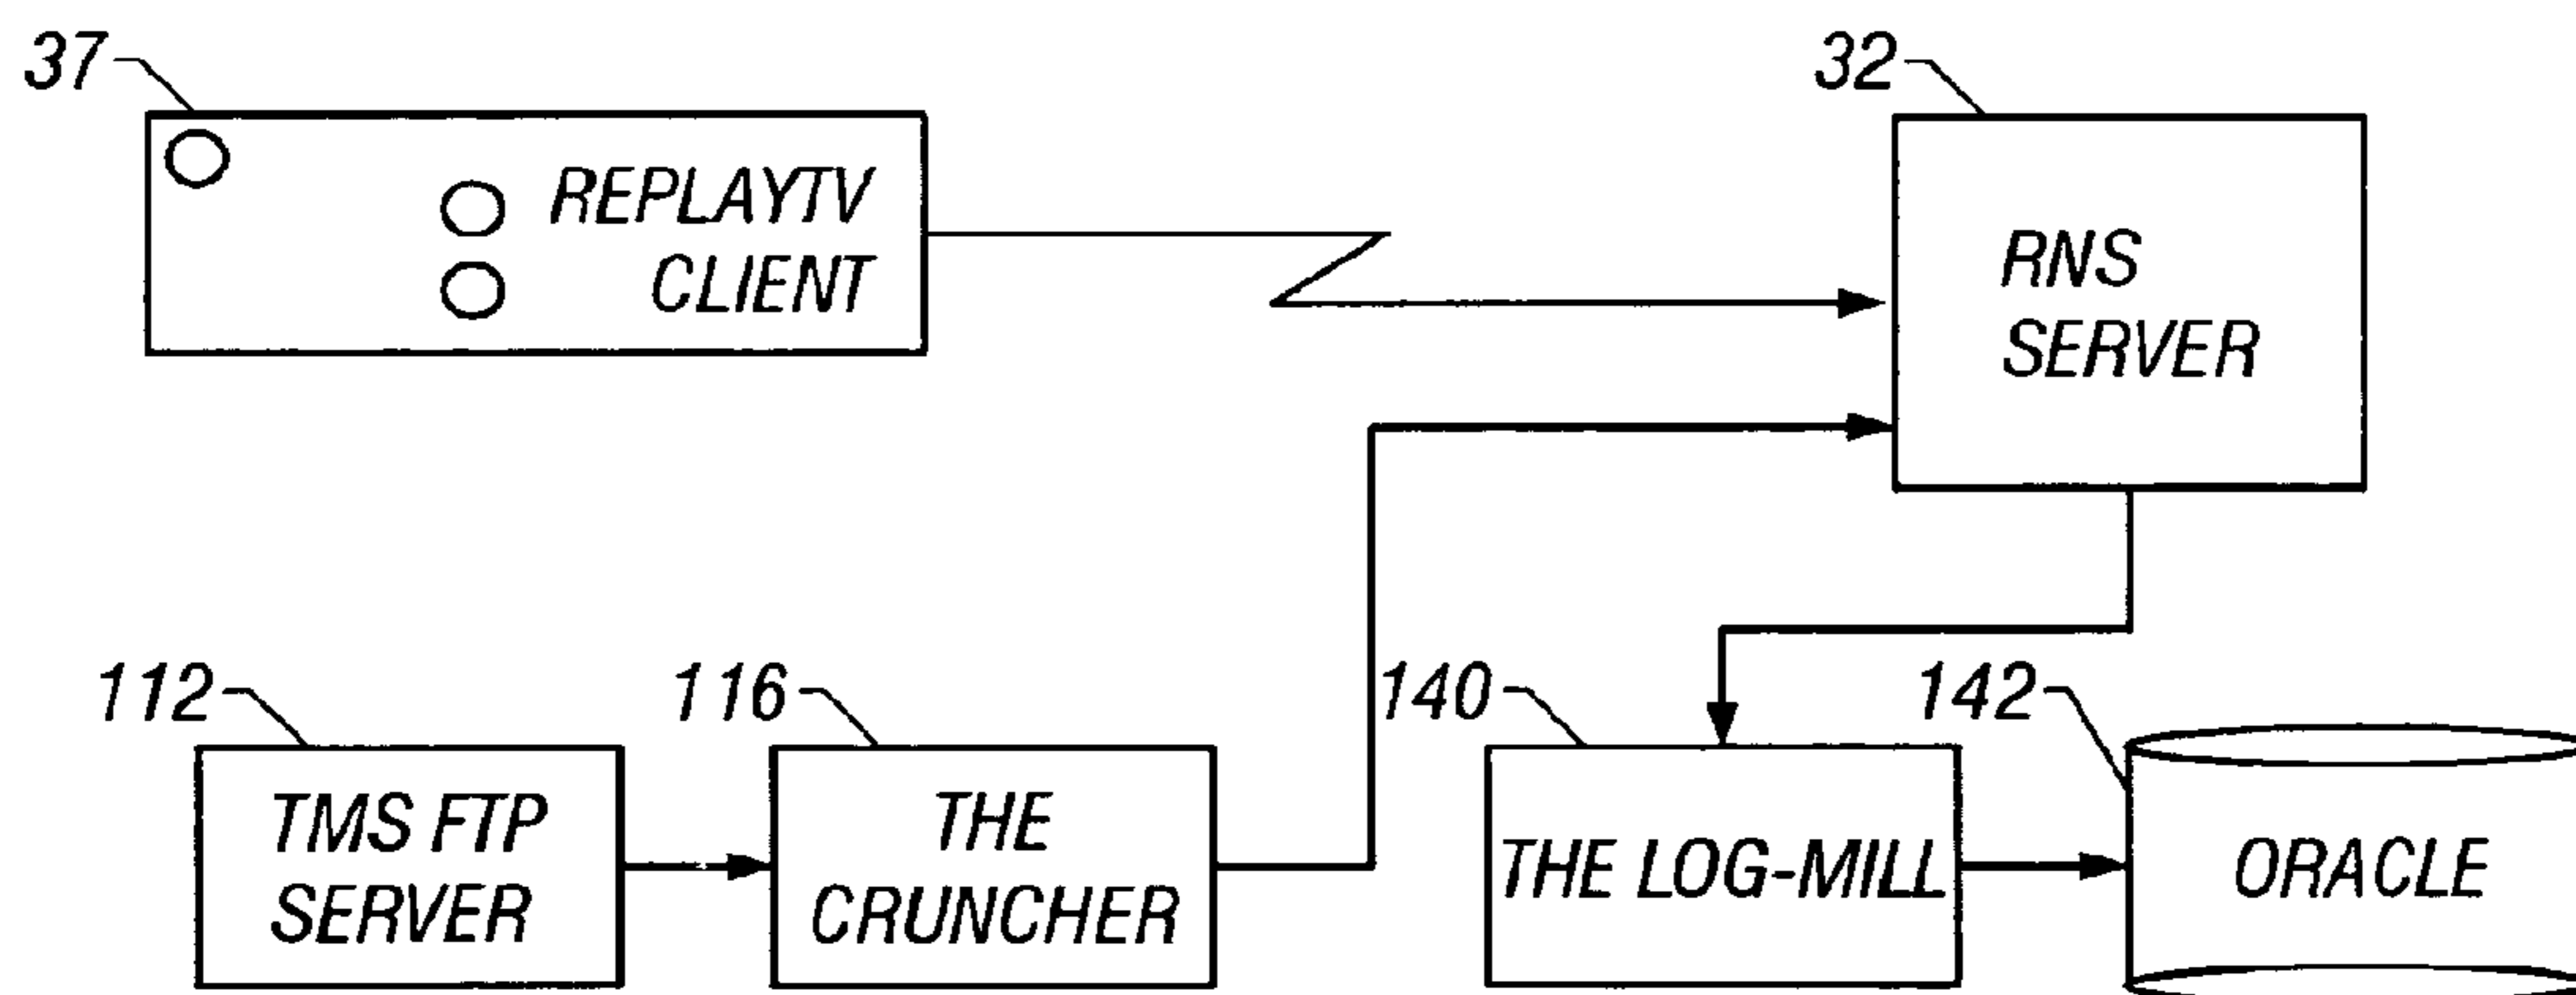 37
32
REPLAYTV
CLIENT
RNS
SERVER
112
116
140
142
TMS FTP
SERVER
THE
CRUNCHER
THE LOG-MILL
ORACLE